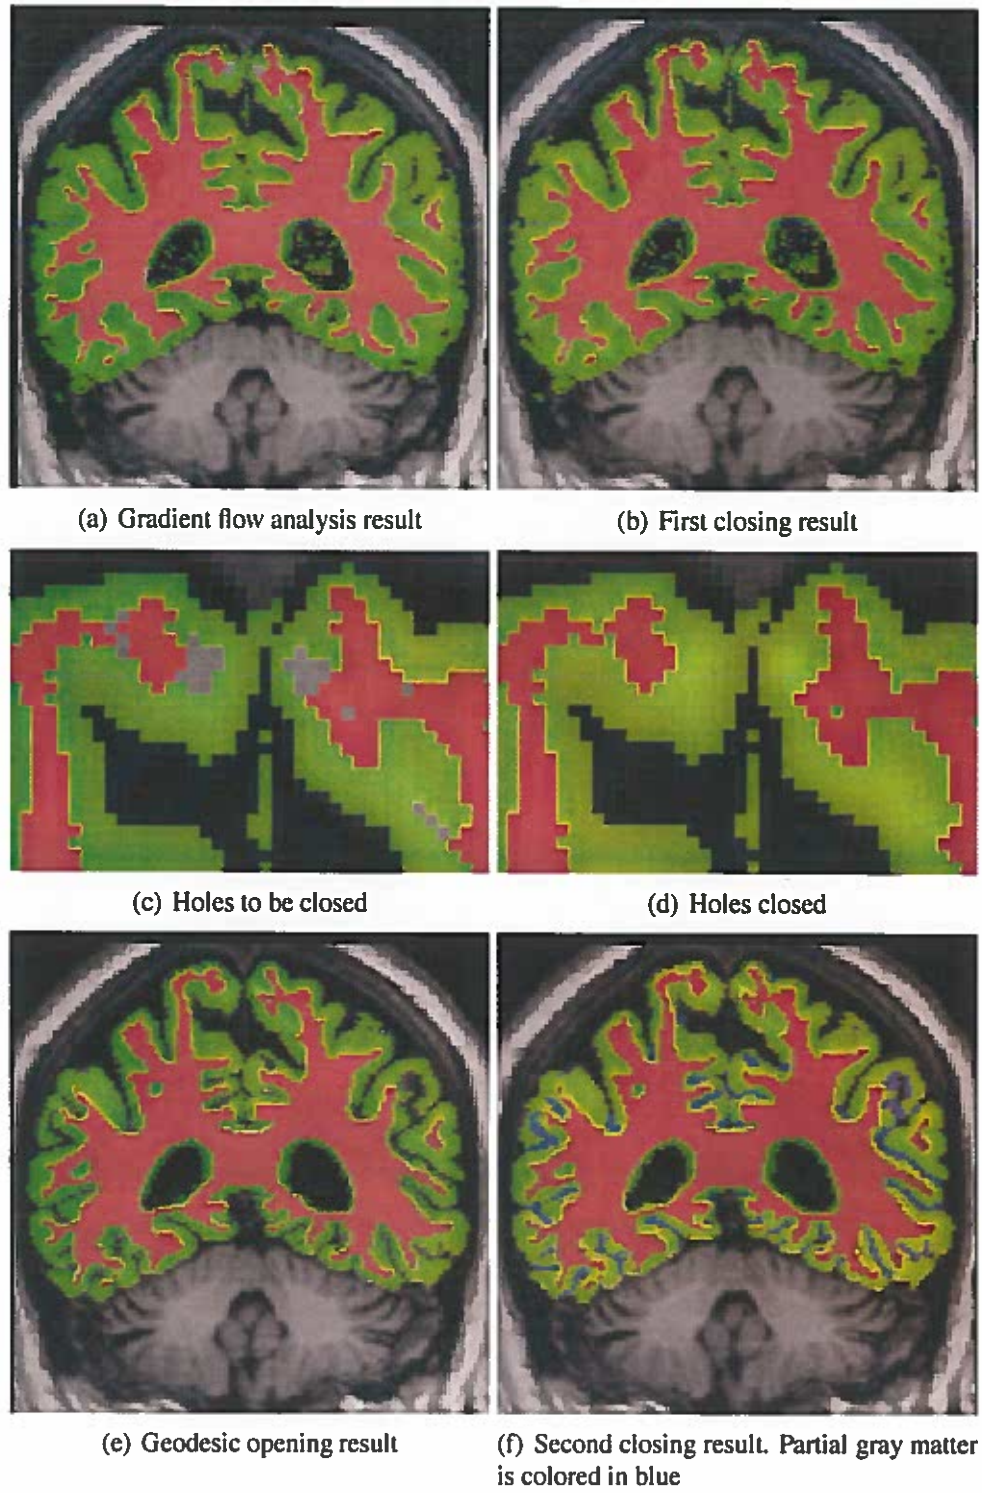 (a) Gradient flow analysis result
(b) First closing result
(c) Holes to be closed
(d) Holes closed
(e) Geodesic opening result
(f) Second closing result. Partial gray matter
is colored in blue